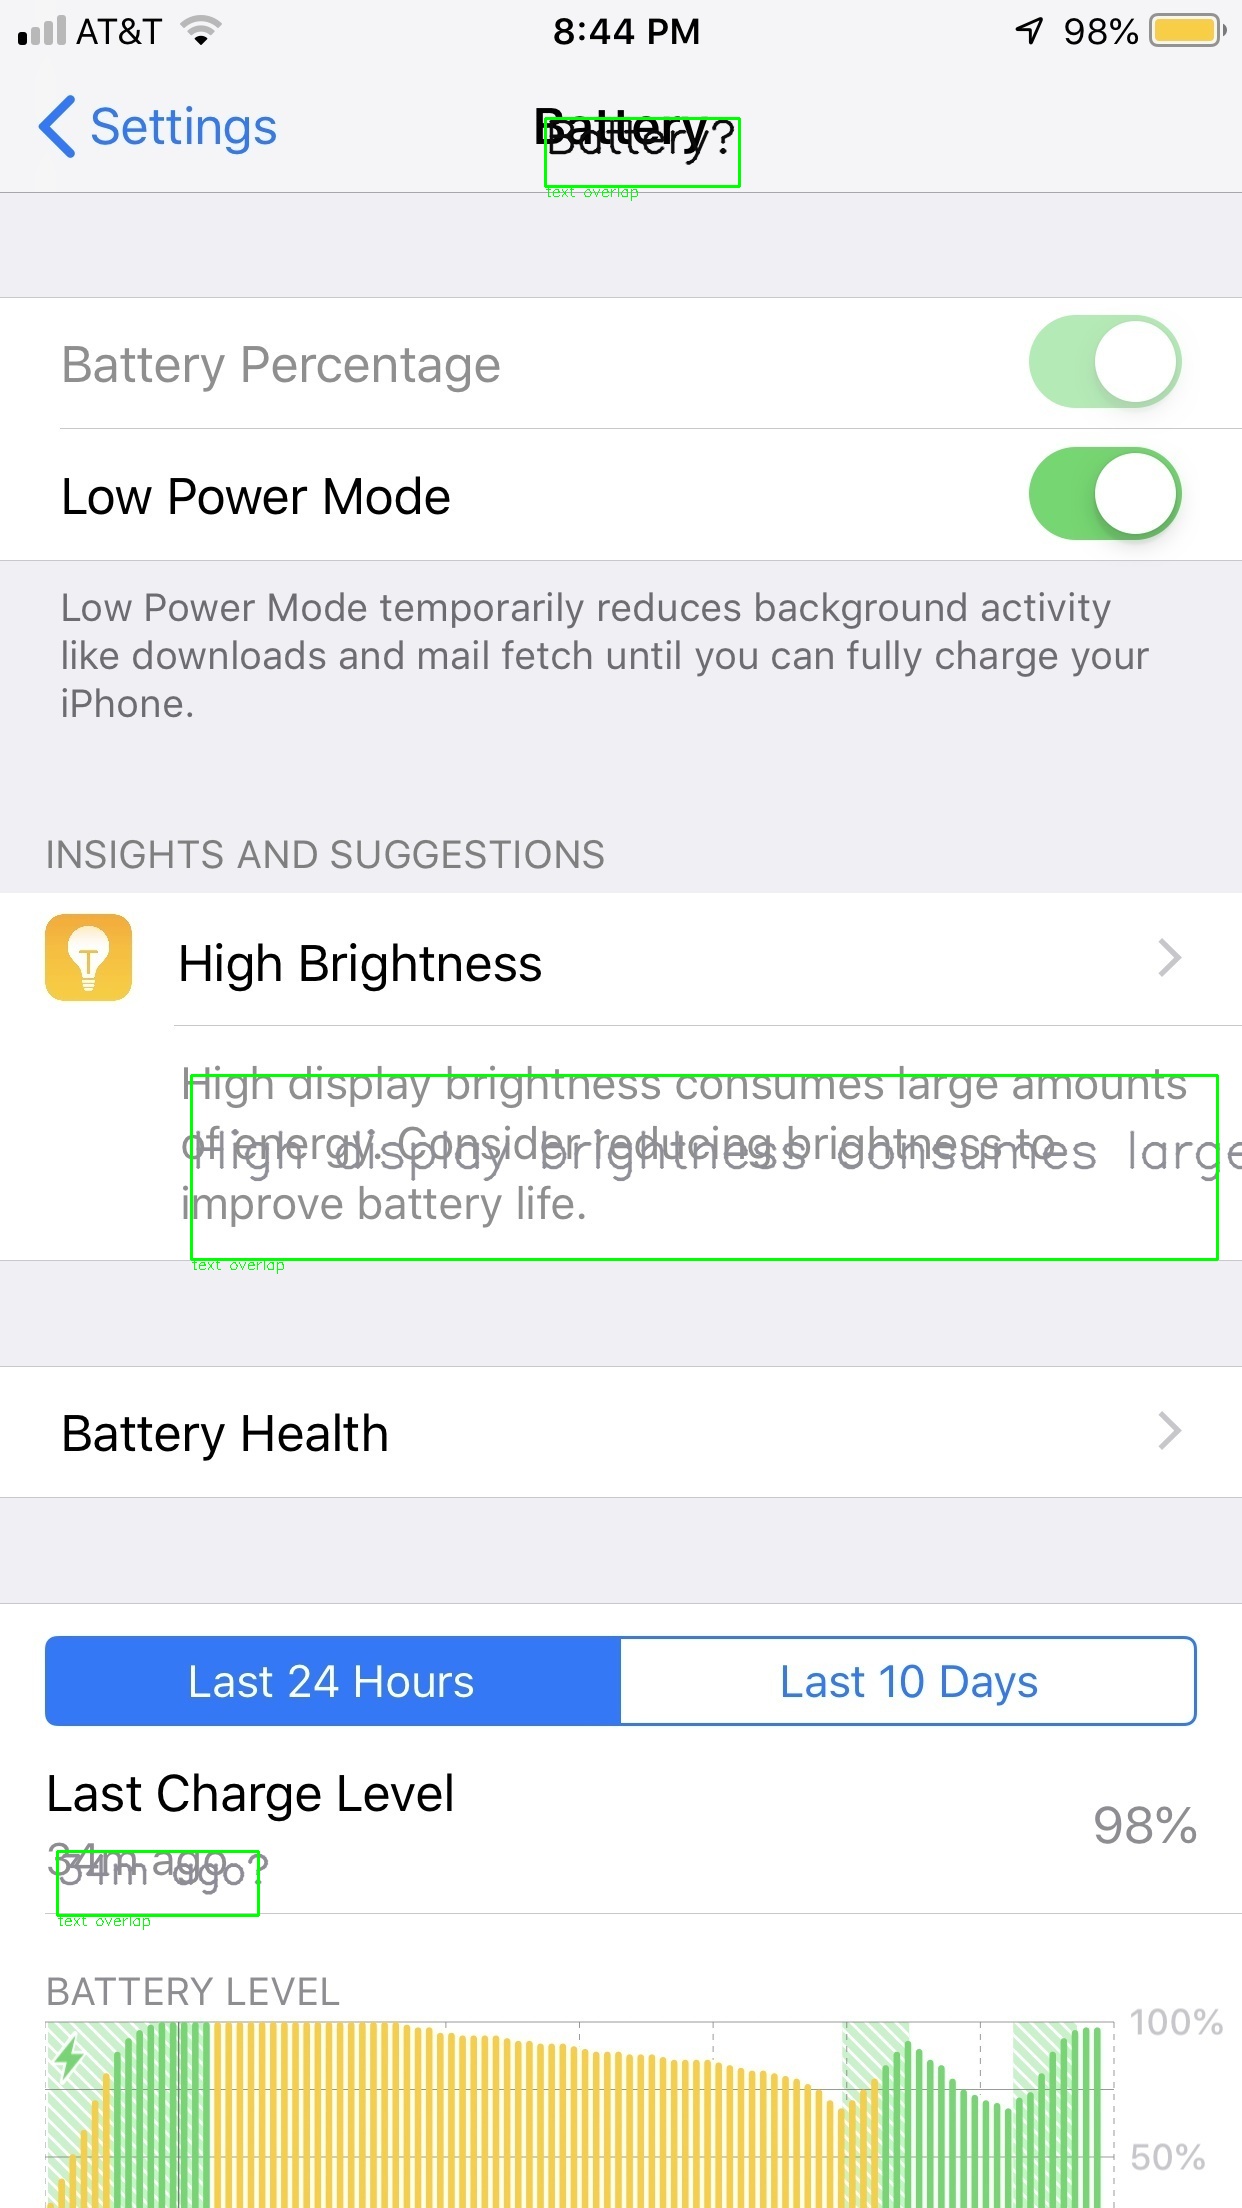 AT&T
8:44 PM
98%
Settings
Battery
Battery?
text overlap
Battery Percentage
Low Power Mode
Low Power Mode temporarily reduces background activity
like downloads and mail fetch until you can fully charge your
iPhone.
INSIGHTS AND SUGGESTIONS
High Brightness
High display brightness consumes large amounts
of energy. Consider reducing brightness to
High display brightness consumes large
improve battery life.
text overlap
Battery Health
Last 24 Hours
Last 10 Days
Last Charge Level
98%
34m ago
34m ago?
text overlap
BATTERY LEVEL
100%
50%